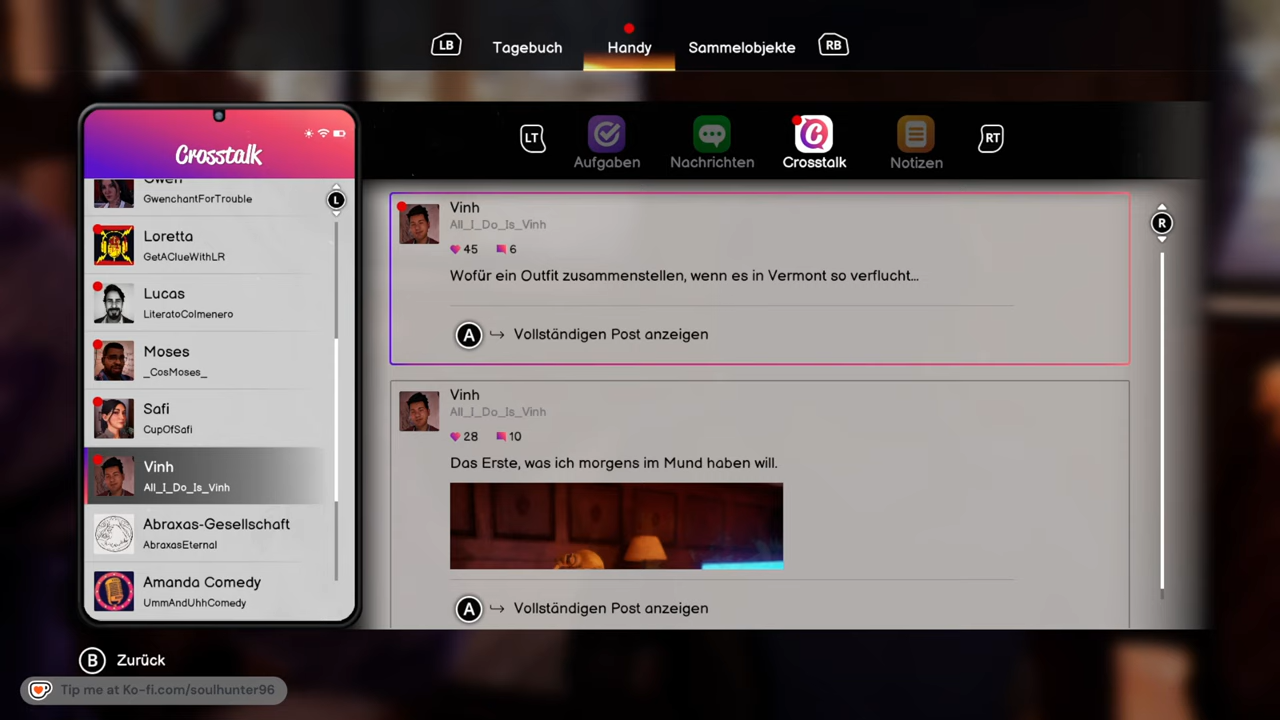 LB Tagebuch Handy Sammelobjekte RB
Crosstalk
Gwen
GwenchantForTrouble
L
Loretta
GetAClueWithLR
Lucas
LiteratoColmenero
Moses
_CosMoses_
Safi
CupOfSafi
Vinh
All_I_Do_Is_Vinh
Abraxas-Gesellschaft
AbraxasEternal
Amanda Comedy
UmmAndUhhComedy
LT Aufgaben Nachrichten Crosstalk Notizen RT
Vinh
All_I_Do_Is_Vinh
45 6
Wofür ein Outfit zusammenstellen, wenn es in Vermont so verflucht...
A Vollständigen Post anzeigen
R
Vinh
All_I_Do_Is_Vinh
28 10
Das Erste, was ich morgens im Mund haben will.
A Vollständigen Post anzeigen
B Zurück
Tip me at Ko-fi.com/soulhunter96